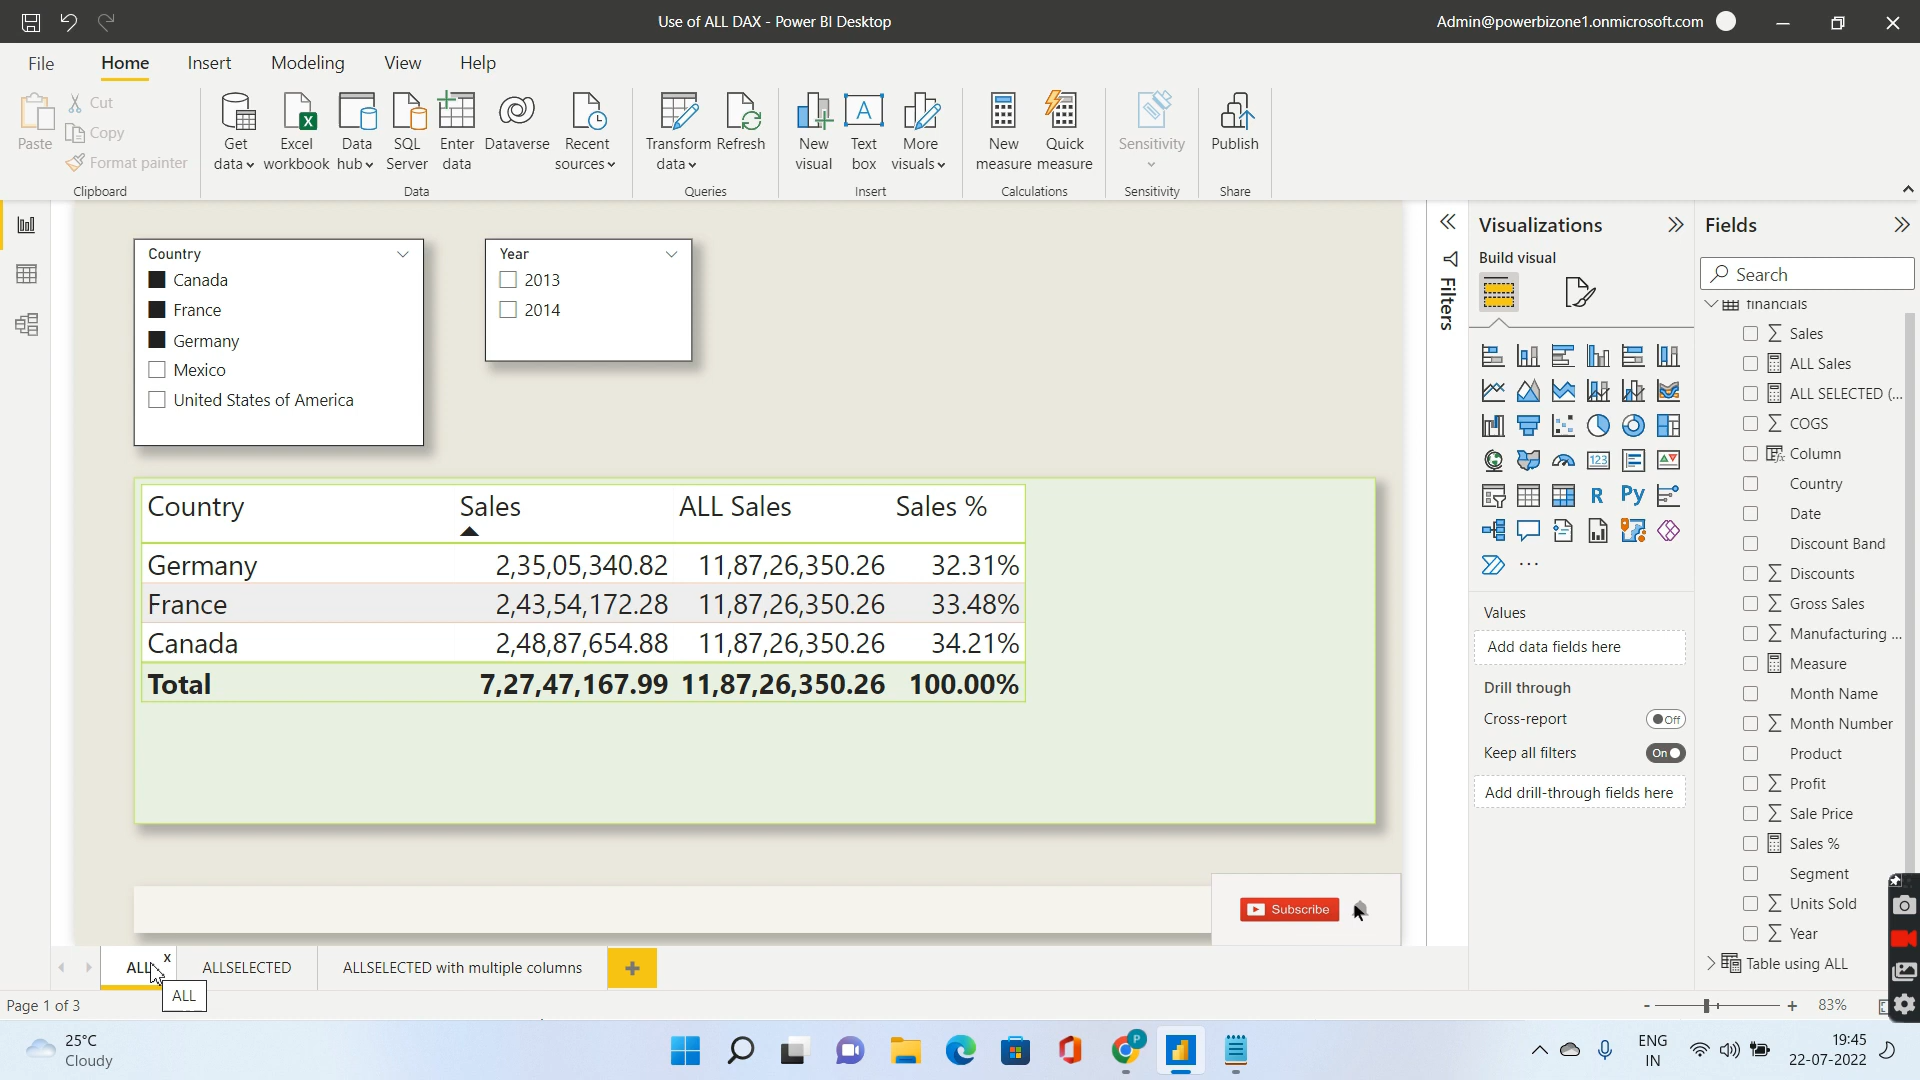 Use of ALL DAX - Power BI Desktop
Admin@powerbizone1.onmicrosoft.com
File Home Insert Modeling View Help
Paste
Cut
Copy
Format painter
Clipboard
Get data
Excel workbook
Data hub
SQL Server
Enter data
Dataverse
Recent sources
Data
Transform data
Refresh
Queries
New visual
Text box
More visuals
Insert
New measure
Quick measure
Calculations
Sensitivity
Sensitivity
Publish
Share
Country
Canada
France
Germany
Mexico
United States of America
Year
2013
2014
Country Sales ALL Sales Sales %
Germany 2,35,05,340.82 11,87,26,350.26 32.31%
France 2,43,54,172.28 11,87,26,350.26 33.48%
Canada 2,48,87,654.88 11,87,26,350.26 34.21%
Total 7,27,47,167.99 11,87,26,350.26 100.00%
Subscribe
Filters
Visualizations
Build visual
123
R
Py
...
Values
Add data fields here
Drill through
Cross-report Off
Keep all filters On
Add drill-through fields here
Fields
Search
financials
Sales
ALL Sales
ALL SELECTED (...
COGS
Column
Country
Date
Discount Band
Discounts
Gross Sales
Manufacturing ...
Measure
Month Name
Month Number
Product
Profit
Sale Price
Sales %
Segment
Units Sold
Year
Table using ALL
ALL x
ALLSELECTED
ALLSELECTED with multiple columns
+
ALL
Page 1 of 3
- + 83%
25°C
Cloudy
P
ENG
IN
19:45
22-07-2022